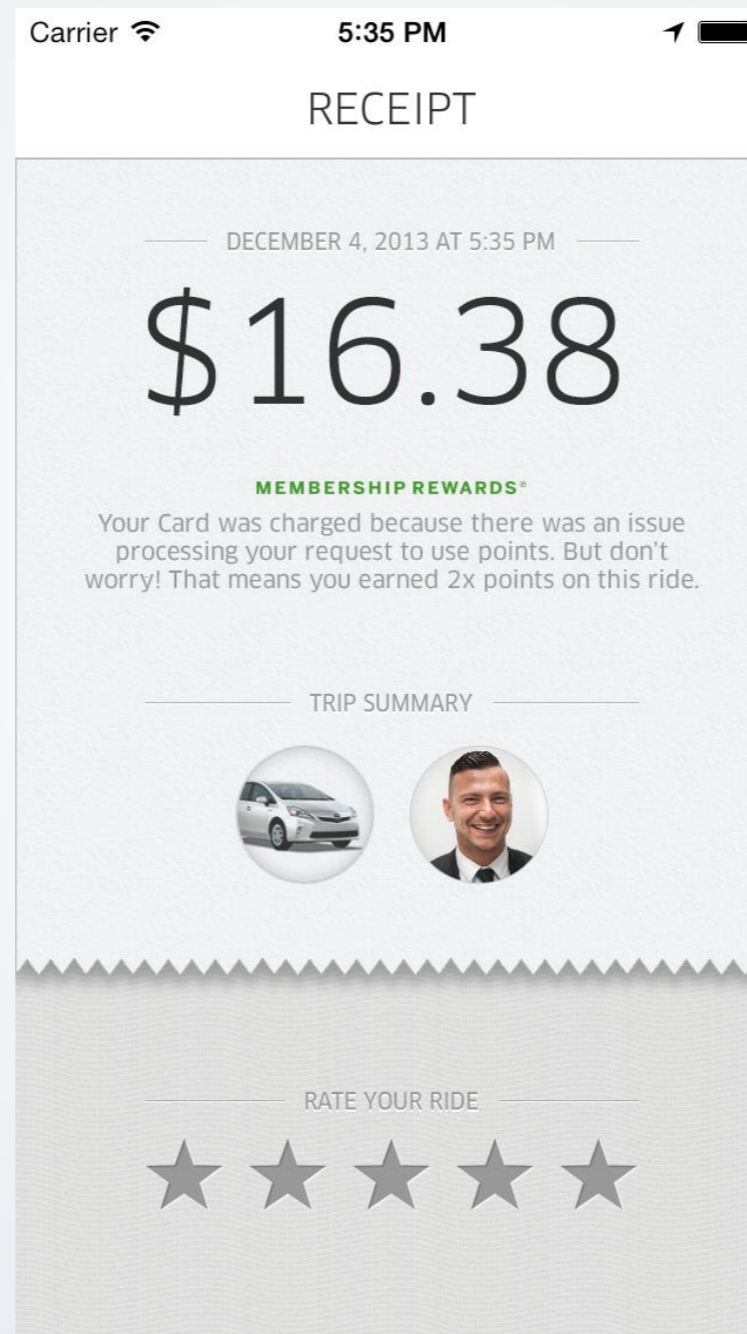 Carrier 5:35 PM
RECEIPT
DECEMBER 4, 2013 AT 5:35 PM
$16.38
MEMBERSHIP REWARDS®
Your Card was charged because there was an issue
processing your request to use points. But don't
worry! That means you earned 2x points on this ride.
TRIP SUMMARY
RATE YOUR RIDE